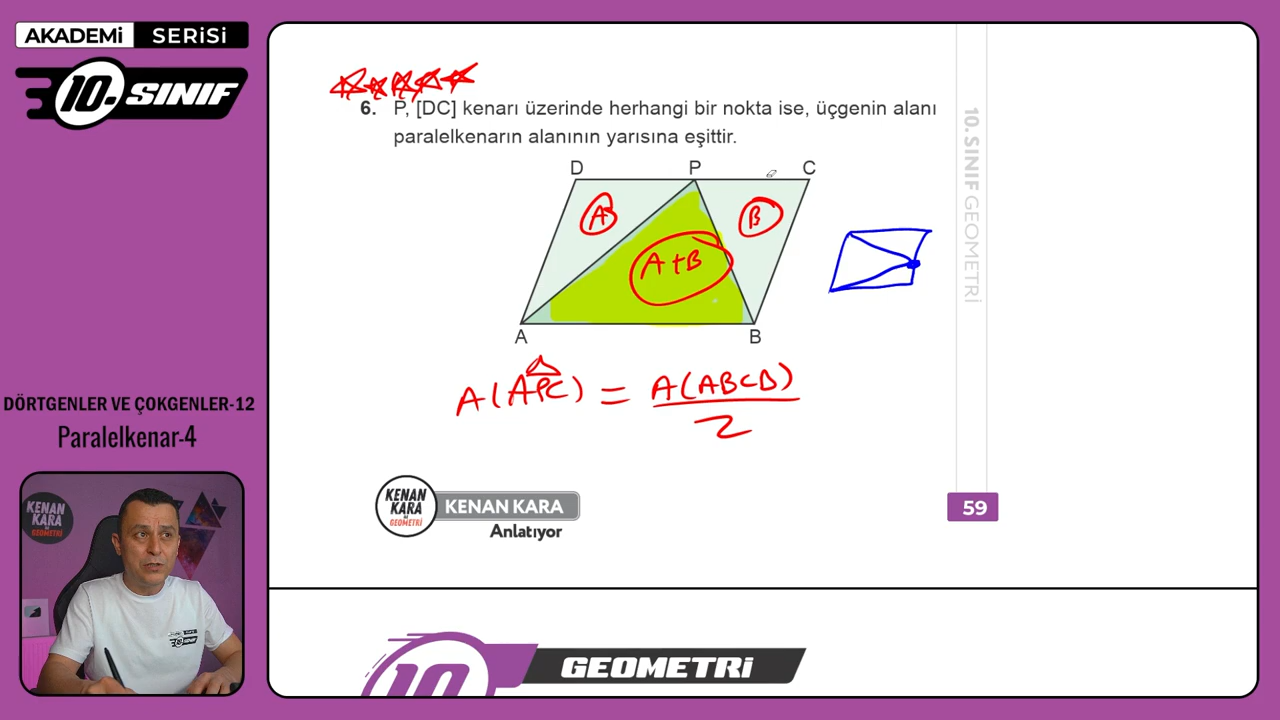 AKADEMİ SERİSİ
10. SINIF
6. P, [DC] kenarı üzerinde herhangi bir nokta ise, üçgenin alanı
paralelkenarın alanının yarısına eşittir.
D P C
A B
A+B
A B
A(APC) = A(ABCD)
2
10. SINIF GEOMETRİ
DÖRTGENLER VE ÇOKGENLER-12
Paralelkenar-4
KENAN
KARA
ile
GEOMETRİ
KENAN KARA
Anlatıyor
59
KENAN
KARA
GEOMETRİ
10
GEOMETRİ